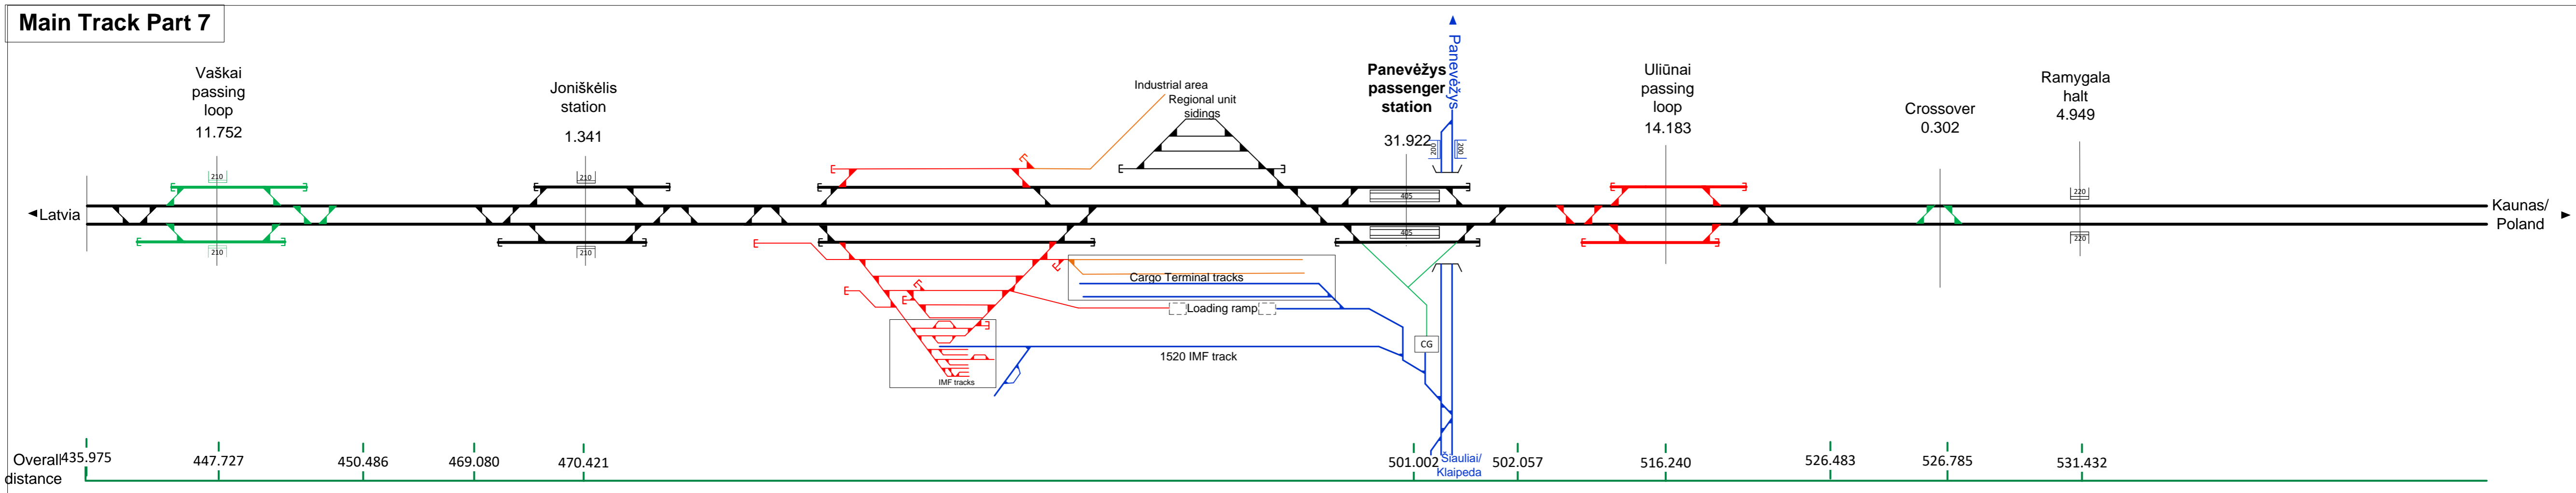 Main Track Part 7
Vaškai
passing
loop
11.752
Joniškėlis
station
1.341
Industrial area
Regional unit
sidings
Panevėžys
passenger
station
31.922
Panevėžys
Uliūnai
passing
loop
14.183
Crossover
0.302
Ramygala
halt
4.949
210
210
210
210
405
405
200
200
220
220
Latvia
Kaunas/
Poland
Cargo Terminal tracks
Loading ramp
CG
1520 IMF track
IMF tracks
Overall
distance
435.975
447.727
450.486
469.080
470.421
501.002
Šiauliai/
Klaipeda
502.057
516.240
526.483
526.785
531.432